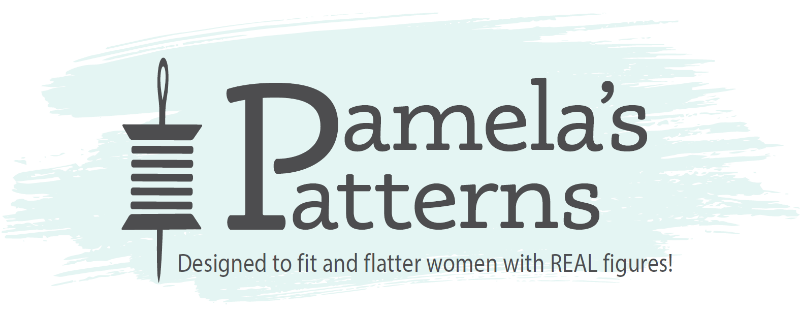 Pamela's
Patterns
Designed to fit and flatter women with REAL figures!